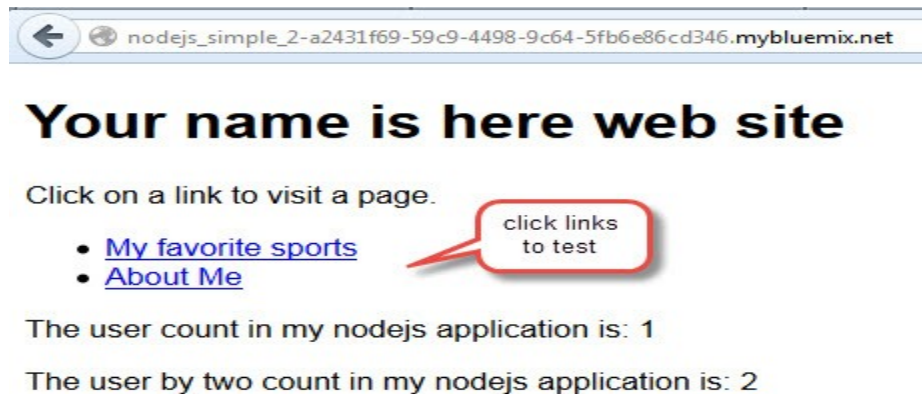 nodejs_simple_2-a2431f69-59c9-4498-9c64-5fb6e86cd346.mybluemix.net
Your name is here web site
Click on a link to visit a page.
click links
to test
My favorite sports
About Me
The user count in my nodejs application is: 1
The user by two count in my nodejs application is: 2